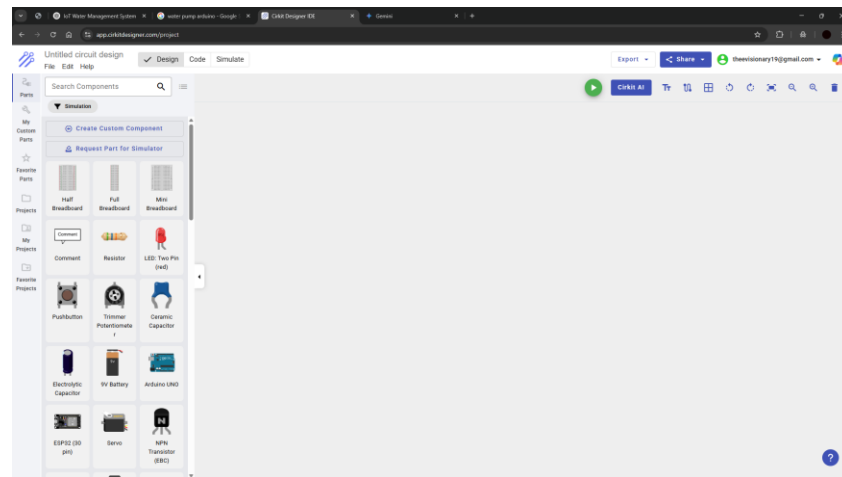 IoT Water Management System
water pump arduino - Google
Cirkit Designer IDE
Gemini
app.cirkitdesigner.com/project
Untitled circuit design
File Edit Help
Design
Code
Simulate
Export
Share
theevisionary19@gmail.com
Parts
My
Custom
Parts
Favorite
Parts
Projects
My
Projects
Favorite
Projects
Search Components
Simulation
Create Custom Component
Request Part for Simulator
Cirkit AI
Half
Breadboard
Full
Breadboard
Mini
Breadboard
Comment
Comment
Resistor
LED: Two Pin
(red)
Pushbutton
Trimmer
Potentiomete
r
Ceramic
Capacitor
Electrolytic
Capacitor
9V Battery
Arduino UNO
ESP32 (30
pin)
Servo
N
NPN
Transistor
(EBC)
?